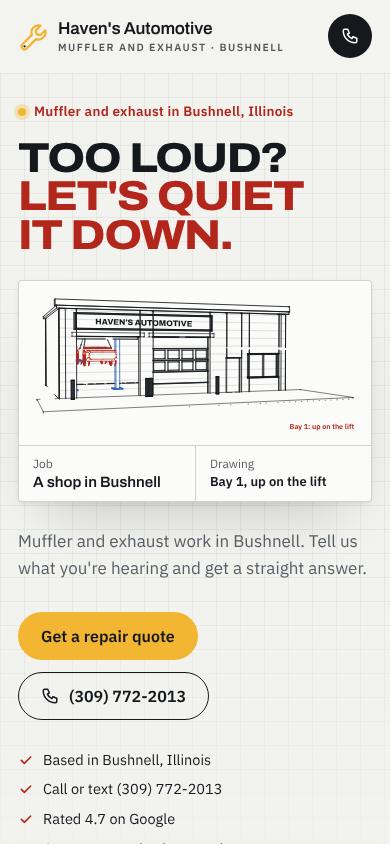 Haven's Automotive
MUFFLER AND EXHAUST · BUSHNELL
Muffler and exhaust in Bushnell, Illinois
TOO LOUD?
LET'S QUIET
IT DOWN.
HAVEN'S AUTOMOTIVE
Bay 1: up on the lift
Job
A shop in Bushnell
Drawing
Bay 1, up on the lift
Muffler and exhaust work in Bushnell. Tell us
what you're hearing and get a straight answer.
Get a repair quote
(309) 772-2013
Based in Bushnell, Illinois
Call or text (309) 772-2013
Rated 4.7 on Google